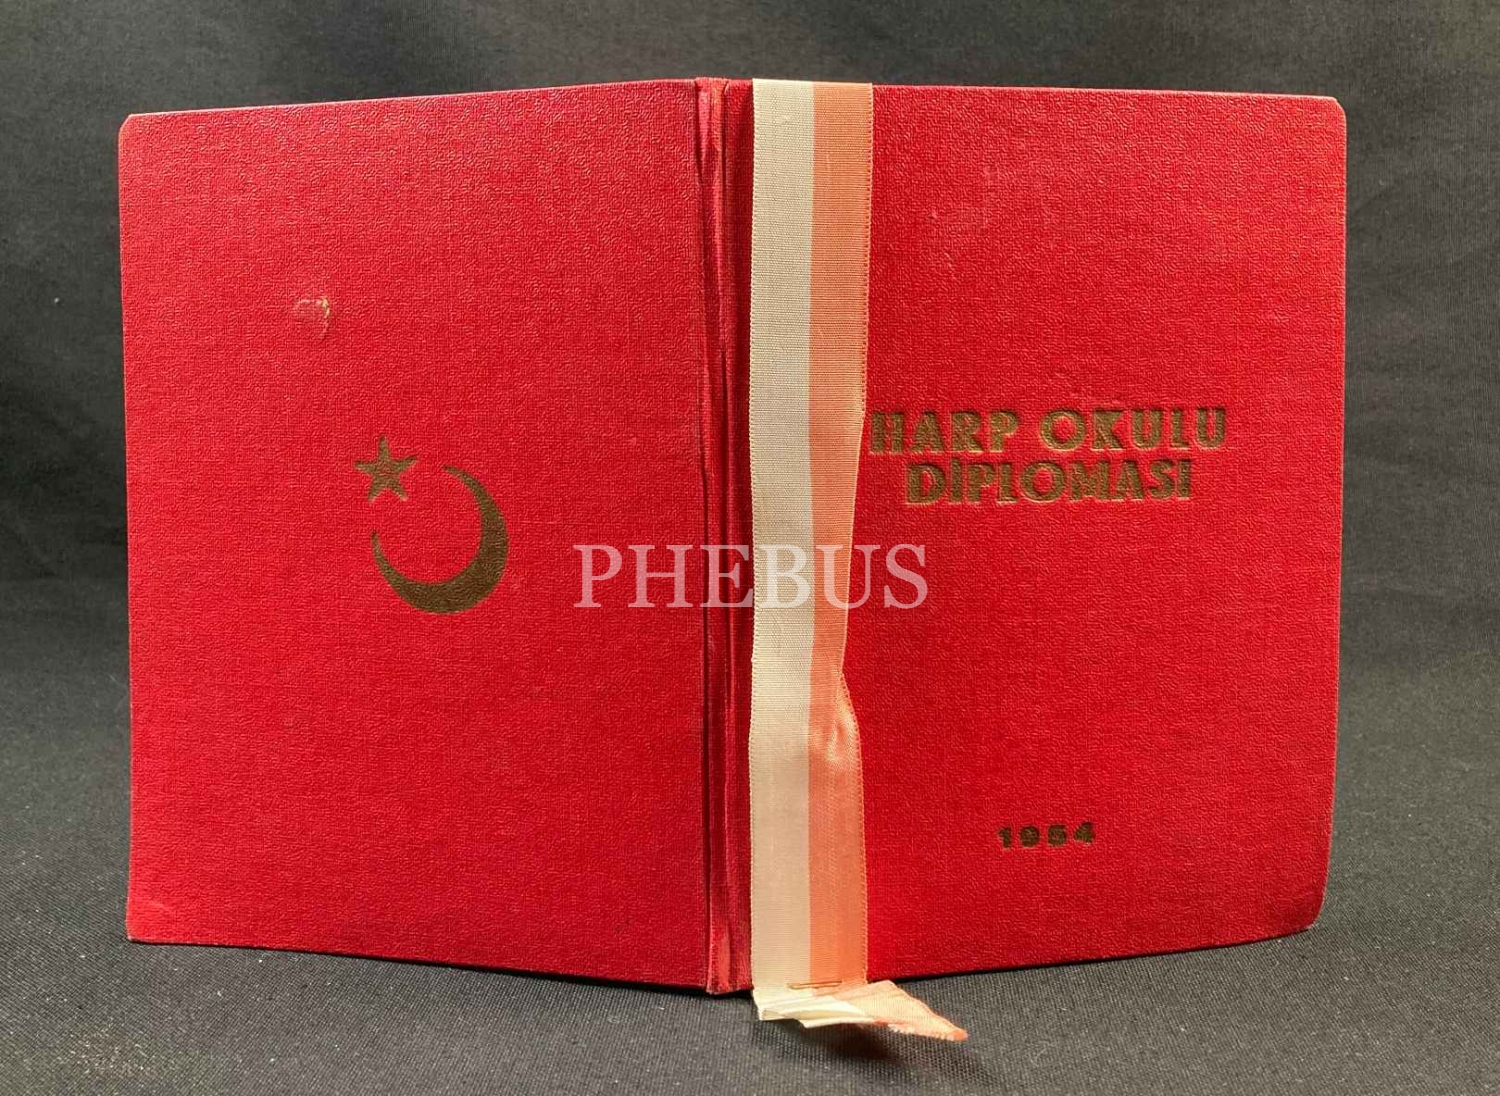 HARP OKULU
DİPLOMASI
PHEBUS
1954